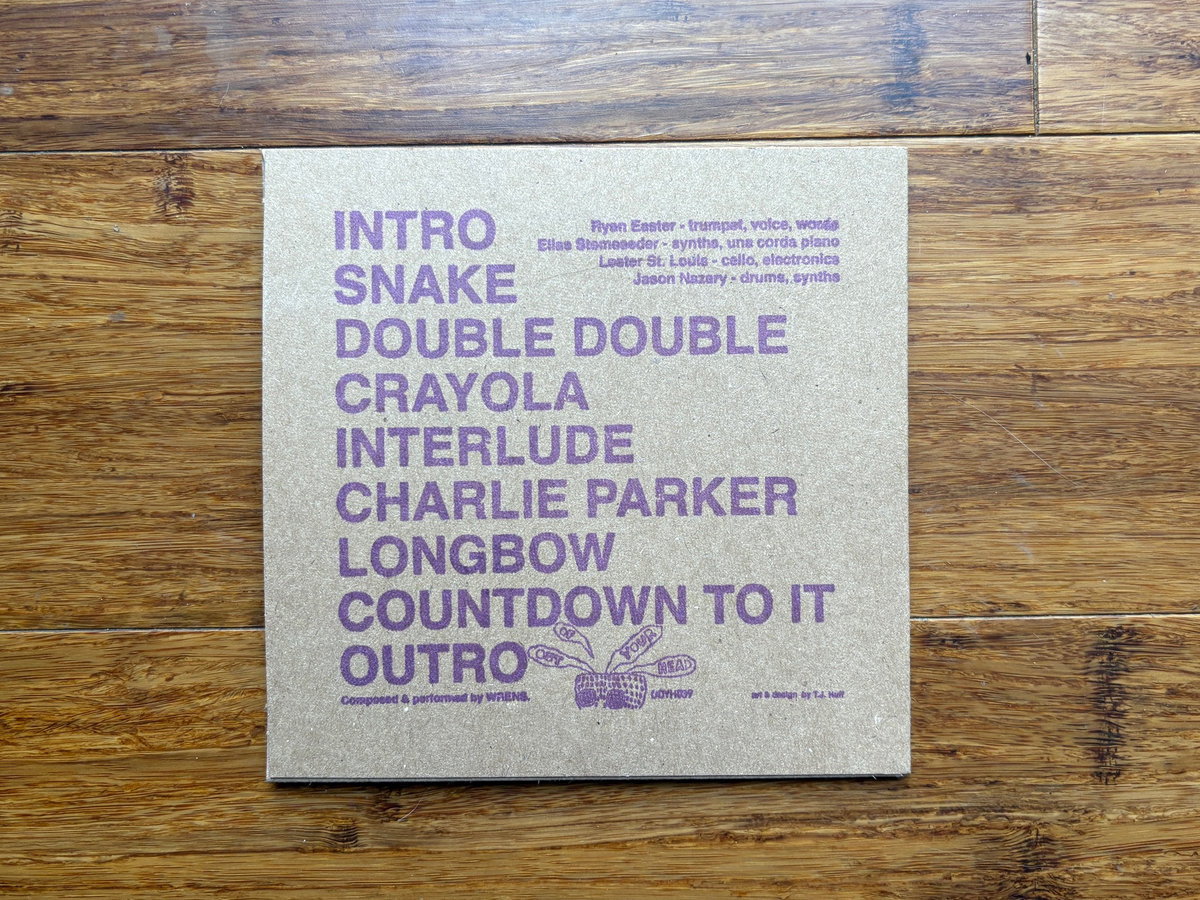 INTRO
SNAKE
DOUBLE DOUBLE
CRAYOLA
INTERLUDE
CHARLIE PARKER
LONGBOW
COUNTDOWN TO IT
OUTRO
Ryan Easter - trumpet, voice, words
Elias Stemeseder - synths, una corda piano
Lester St. Louis - cello, electronics
Jason Nazary - drums, synths
OUT OF YOUR HEAD
Composed & performed by WRENS.
OOYH039
art & design by T.J. Huff